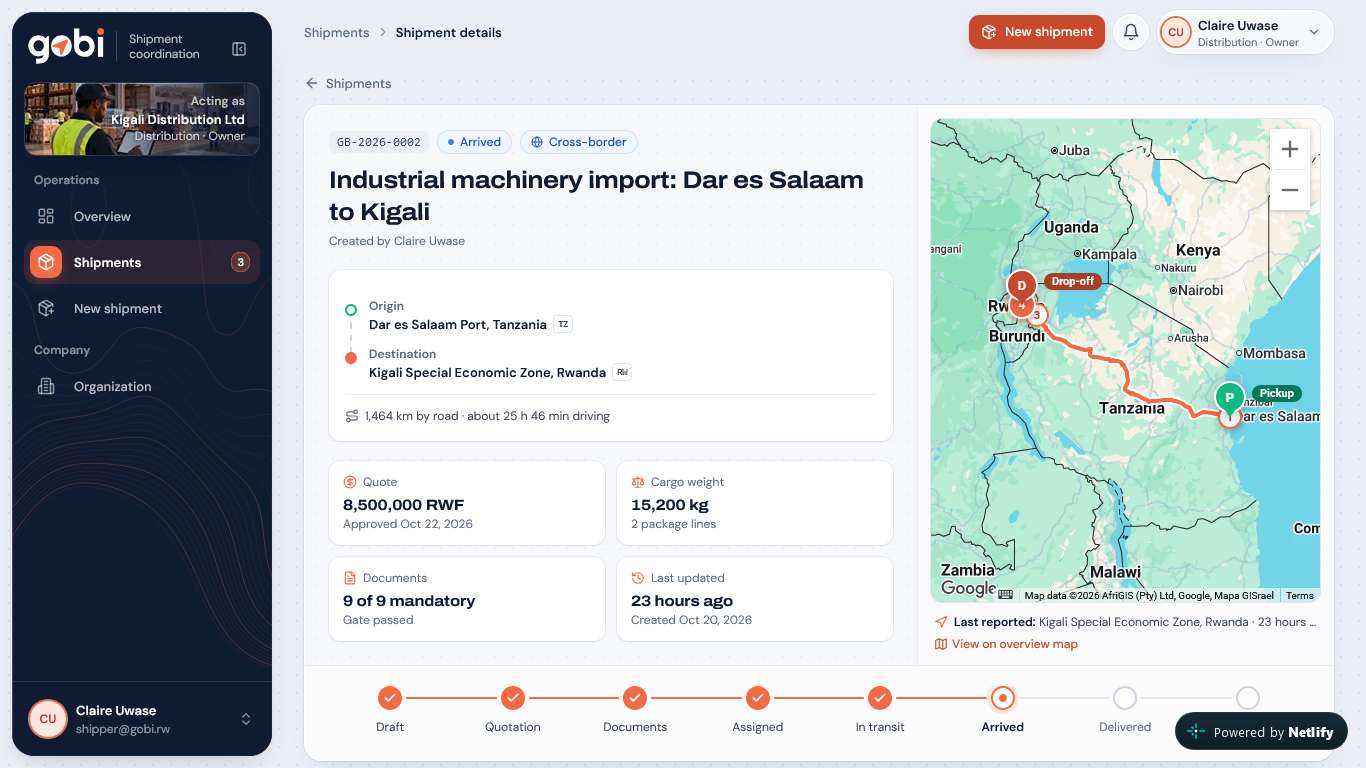 gobi
Shipment
coordination
Acting as
Kigali Distribution Ltd
Distribution · Owner
Operations
Overview
Shipments
3
New shipment
Company
Organization
CU
Claire Uwase
shipper@gobi.rw
Shipments
Shipment details
New shipment
CU
Claire Uwase
Distribution · Owner
Shipments
GB-2026-0002
Arrived
Cross-border
Industrial machinery import: Dar es Salaam
to Kigali
Created by Claire Uwase
Origin
Dar es Salaam Port, Tanzania
TZ
Destination
Kigali Special Economic Zone, Rwanda
RW
1,464 km by road · about 25 h 46 min driving
Quote
8,500,000 RWF
Approved Oct 22, 2026
Cargo weight
15,200 kg
2 package lines
Documents
9 of 9 mandatory
Gate passed
Last updated
23 hours ago
Created Oct 20, 2026
Juba
Uganda
angani
Kampala
Kenya
Nakuru
Nairobi
D
Drop-off
4
3
Rw
Burundi
Arusha
Mombasa
P
Pickup
nzibar
1
ar es Salaam
Tanzania
Com
Zambia
Malawi
Google
Map data ©2026 AfriGIS (Pty) Ltd, Google, Mapa GISrael
Terms
Last reported: Kigali Special Economic Zone, Rwanda · 23 hours ...
View on overview map
Draft
Quotation
Documents
Assigned
In transit
Arrived
Delivered
Powered by Netlify